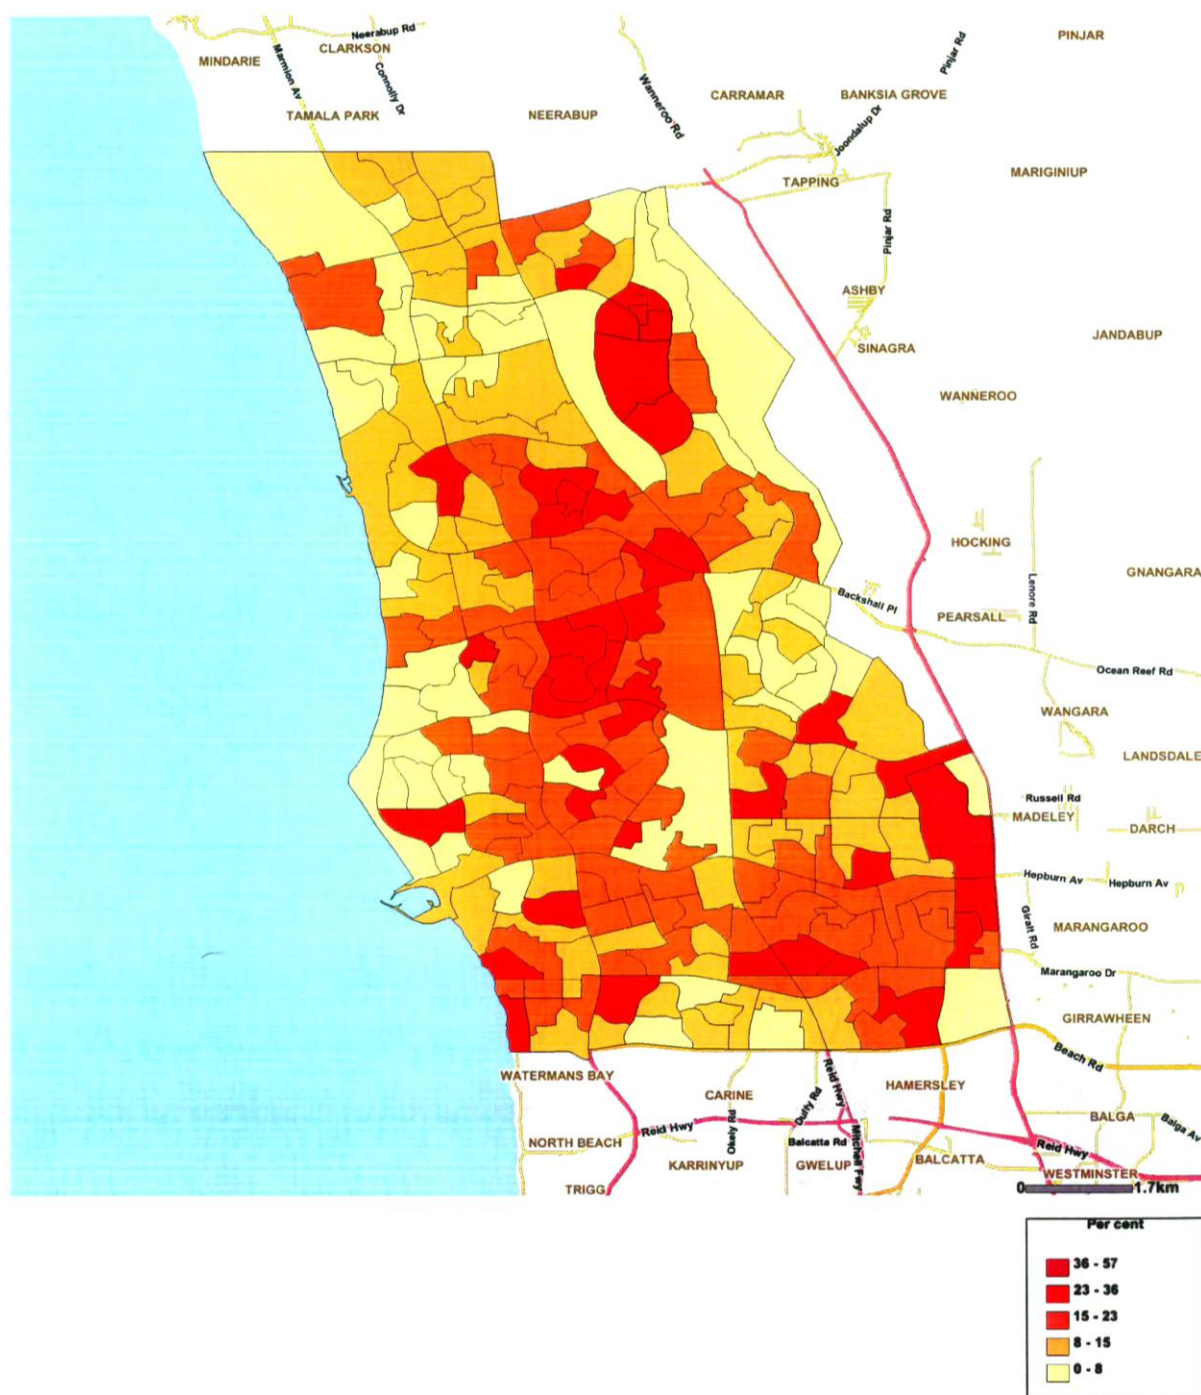 Neerabup Rd
CLARKSON
MINDARIE
Marmion Av
Connolly Dr
TAMALA PARK
NEERABUP
Wanneroo Rd
CARRAMAR
BANKSIA GROVE
Pinjar Rd
PINJAR
Joondalup Dr
TAPPING
MARIGINIUP
Pinjar Rd
ASHBY
SINAGRA
JANDABUP
WANNEROO
HOCKING
GNANGARA
Backshall Pl
PEARSALL
Lenore Rd
Ocean Reef Rd
WANGARA
LANDSDALE
Russell Rd
MADELEY
DARCH
Hepburn Av
Hepburn Av
Giralt Rd
MARANGAROO
Marangaroo Dr
GIRRAWHEEN
Beach Rd
WATERMANS BAY
CARINE
HAMERSLEY
Reid Hwy
Duffy Rd
Okely Rd
BALGA
Balga Av
NORTH BEACH
Reid Hwy
Balcatta Rd
Mitchell Fwy
Reid Hwy
KARRINYUP
GWELUP
BALCATTA
WESTMINSTER
TRIGG
0 1.7km
Per cent
36 - 57
23 - 36
15 - 23
8 - 15
0 - 8